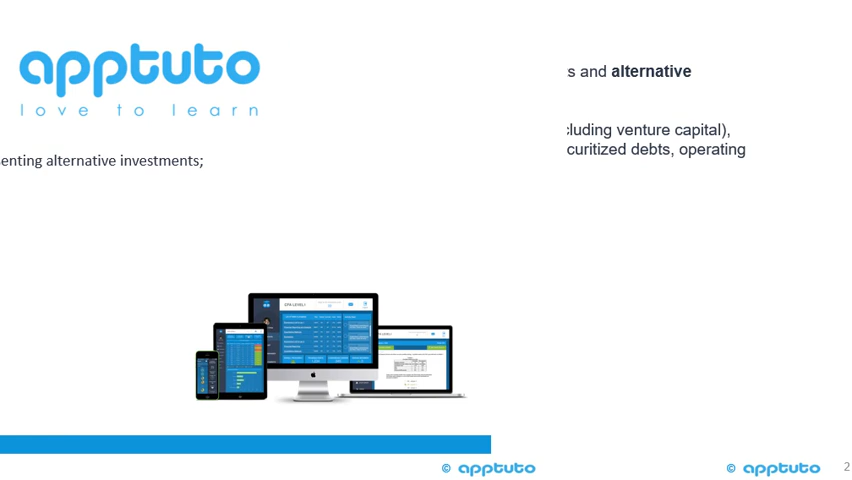 apptuto
love to learn
s and alternative
cluding venture capital),
curitized debts, operating
enting alternative investments;
© apptuto
© apptuto
2